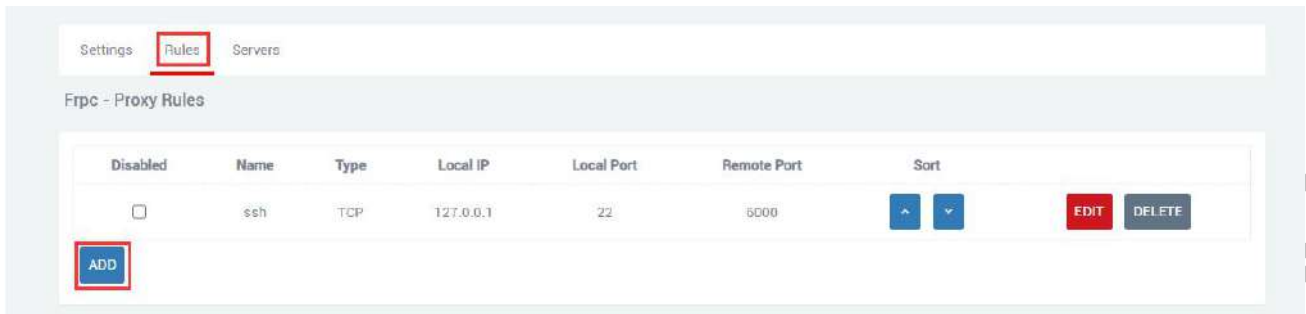 Settings Rules Servers
Frpc - Proxy Rules
Disabled Name Type Local IP Local Port Remote Port Sort
ssh TCP 127.0.0.1 22 6000 EDIT DELETE
ADD